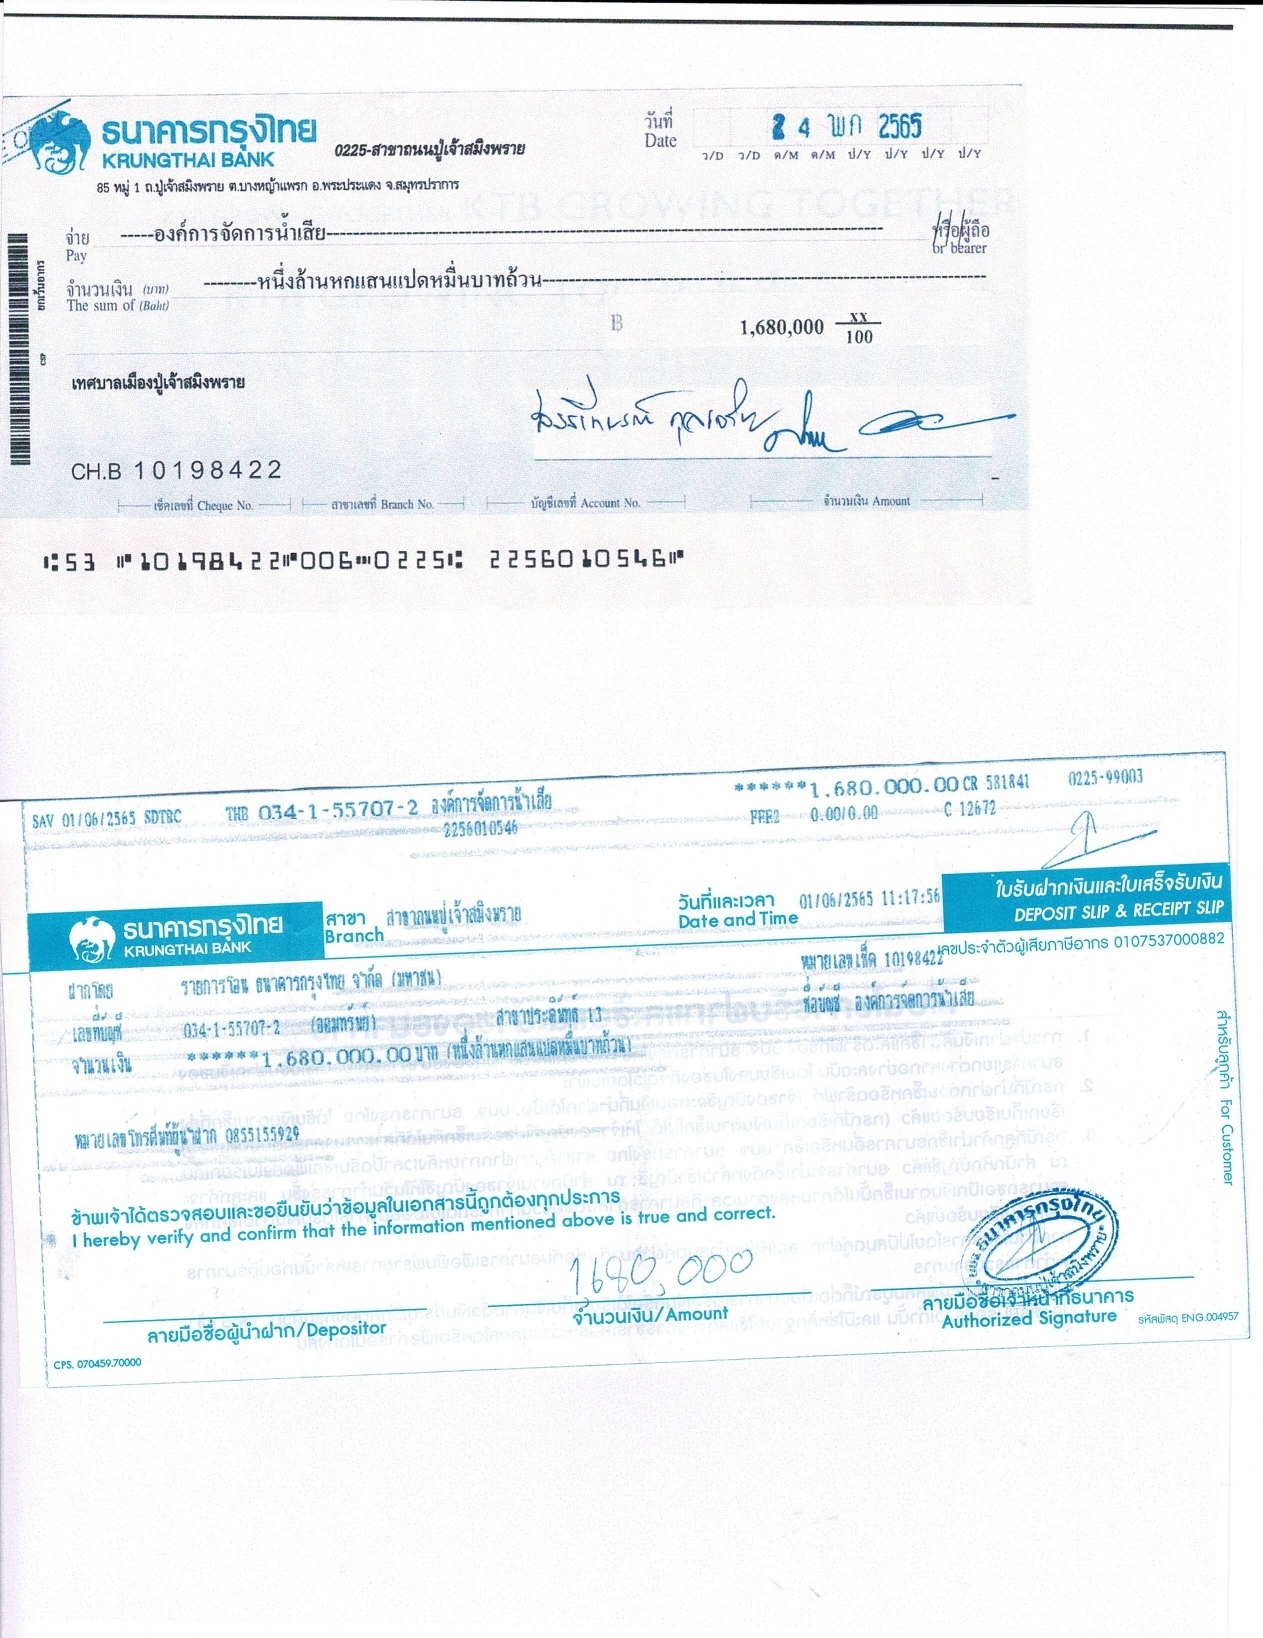 ธนาคารกรุงไทย
KRUNGTHAI BANK
0225-สาขาถนนปู่เจ้าสมิงพราย
วันที่
Date
24 พค 2565
ว/D ว/D ด/M ด/M ป/Y ป/Y ป/Y ป/Y
85 หมู่ 1 ถ.ปู่เจ้าสมิงพราย ต.บางหญ้าแพรก อ.พระประแดง จ.สมุทรปราการ
KTB GROWING TOGETHER
จ่าย -----องค์การจัดการน้ำเสีย----- หรือผู้ถือ
Pay or bearer
จำนวนเงิน (บาท) --------หนึ่งล้านหกแสนแปดหมื่นบาทถ้วน-----
The sum of (Baht)
฿ 1,680,000 xx/100
ยกเว้นอากร
เทศบาลเมืองปู่เจ้าสมิงพราย
CH.B 10198422
เช็คเลขที่ Cheque No. สาขาเลขที่ Branch No. บัญชีเลขที่ Account No. จำนวนเงิน Amount
⑆53 ⑈10198422⑈006⑉0225⑆ 2256010546⑈
SAV 01/06/2565 SDTRC THB 034-1-55707-2 องค์การจัดการน้ำเสีย ******1,680,000.00 CR 581841 0225-99003
2256010546 FEE2 0.00/0.00 C 12672
ใบรับฝากเงินและใบเสร็จรับเงิน
DEPOSIT SLIP & RECEIPT SLIP
ธนาคารกรุงไทย
KRUNGTHAI BANK
สาขา สาขาถนนปู่เจ้าสมิงพราย
Branch
วันที่และเวลา 01/06/2565 11:17:56
Date and Time
เลขประจำตัวผู้เสียภาษีอากร 0107537000882
ฝากโดย รายการโอน ธนาคารกรุงไทย จำกัด (มหาชน) หมายเลขเช็ค 10198422
เลขที่บัญชี 034-1-55707-2 (ออมทรัพย์) สาขาประดิพัทธ์ 13 ชื่อบัญชี องค์การจัดการน้ำเสีย
จำนวนเงิน ******1,680,000.00 บาท (หนึ่งล้านหกแสนแปดหมื่นบาทถ้วน)
หมายเลขโทรศัพท์ผู้นำฝาก 0855155929
สำหรับลูกค้า For Customer
ข้าพเจ้าได้ตรวจสอบและขอยืนยันว่าข้อมูลในเอกสารนี้ถูกต้องทุกประการ
I hereby verify and confirm that the information mentioned above is true and correct.
1,680,000
ธนาคารกรุงไทย
ลายมือชื่อผู้นำฝาก/Depositor
จำนวนเงิน/Amount
ลายมือชื่อเจ้าหน้าที่ธนาคาร
Authorized Signature
รหัสพัสดุ ENG.004957
CPS. 070459.70000